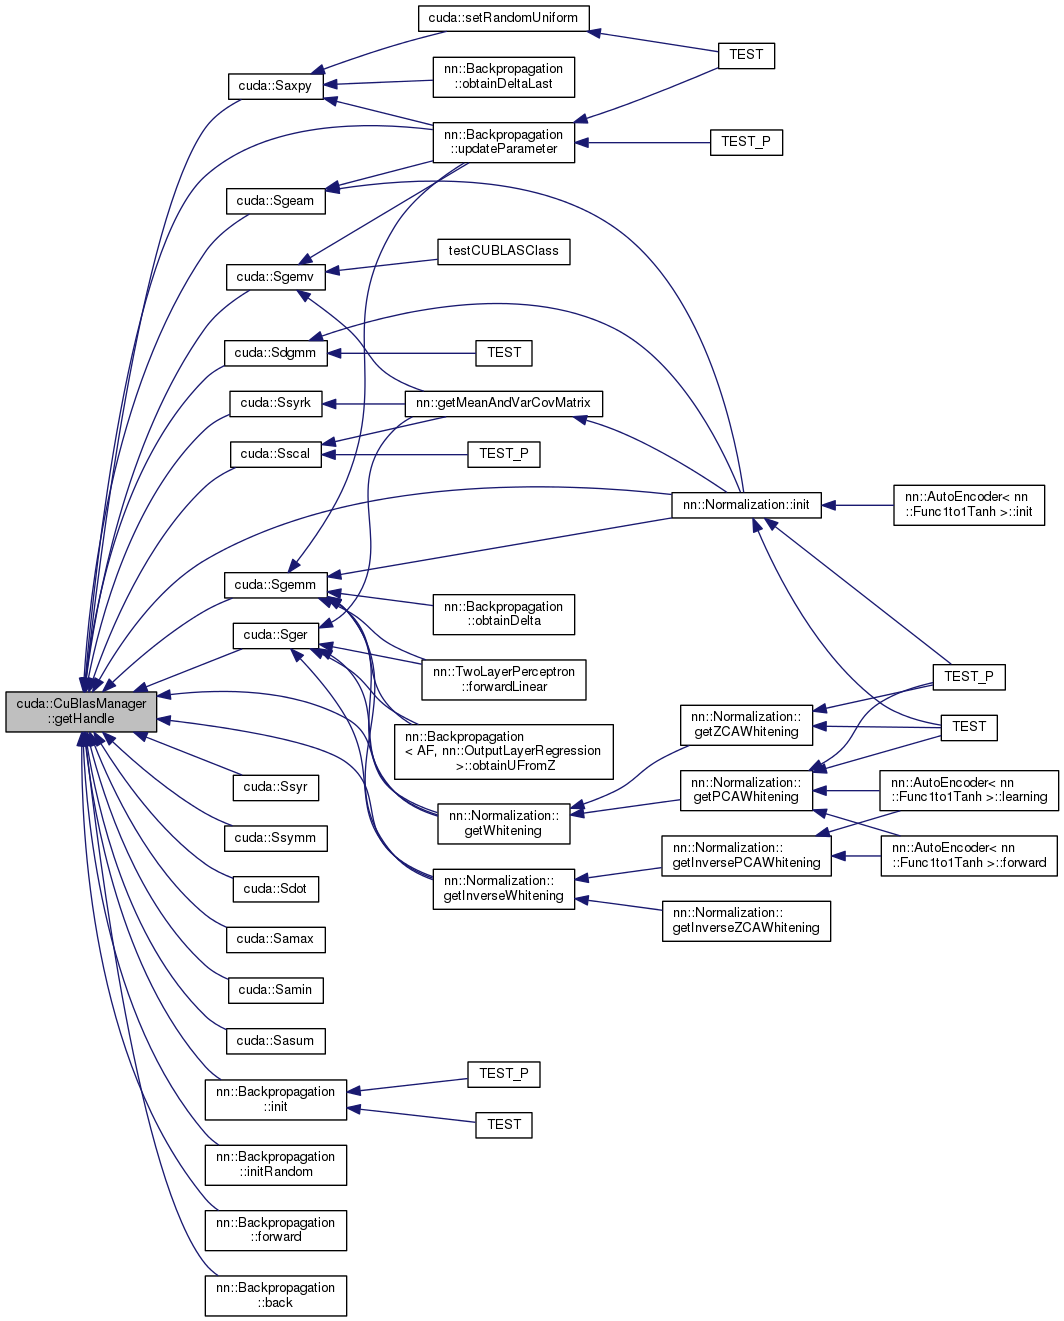 cuda::setRandomUniform
TEST
nn::Backpropagation
::obtainDeltaLast
cuda::Saxpy
nn::Backpropagation
::updateParameter
TEST_P
cuda::Sgeam
testCUBLASClass
cuda::Sgemv
cuda::Sdgmm
TEST
cuda::Ssyrk
nn::getMeanAndVarCovMatrix
cuda::Sscal
TEST_P
nn::Normalization::init
nn::AutoEncoder< nn
::Func1to1Tanh >::init
cuda::Sgemm
nn::Backpropagation
::obtainDelta
cuda::Sger
nn::TwoLayerPerceptron
::forwardLinear
TEST_P
cuda::CuBlasManager
::getHandle
nn::Normalization::
getZCAWhitening
TEST
nn::Backpropagation
< AF, nn::OutputLayerRegression
>::obtainUFromZ
cuda::Ssyr
nn::Normalization::
getPCAWhitening
nn::AutoEncoder< nn
::Func1to1Tanh >::learning
nn::Normalization::
getWhitening
cuda::Ssymm
nn::Normalization::
getInversePCAWhitening
nn::AutoEncoder< nn
::Func1to1Tanh >::forward
nn::Normalization::
getInverseWhitening
cuda::Sdot
nn::Normalization::
getInverseZCAWhitening
cuda::Samax
cuda::Samin
cuda::Sasum
nn::Backpropagation
::init
TEST_P
TEST
nn::Backpropagation
::initRandom
nn::Backpropagation
::forward
nn::Backpropagation
::back